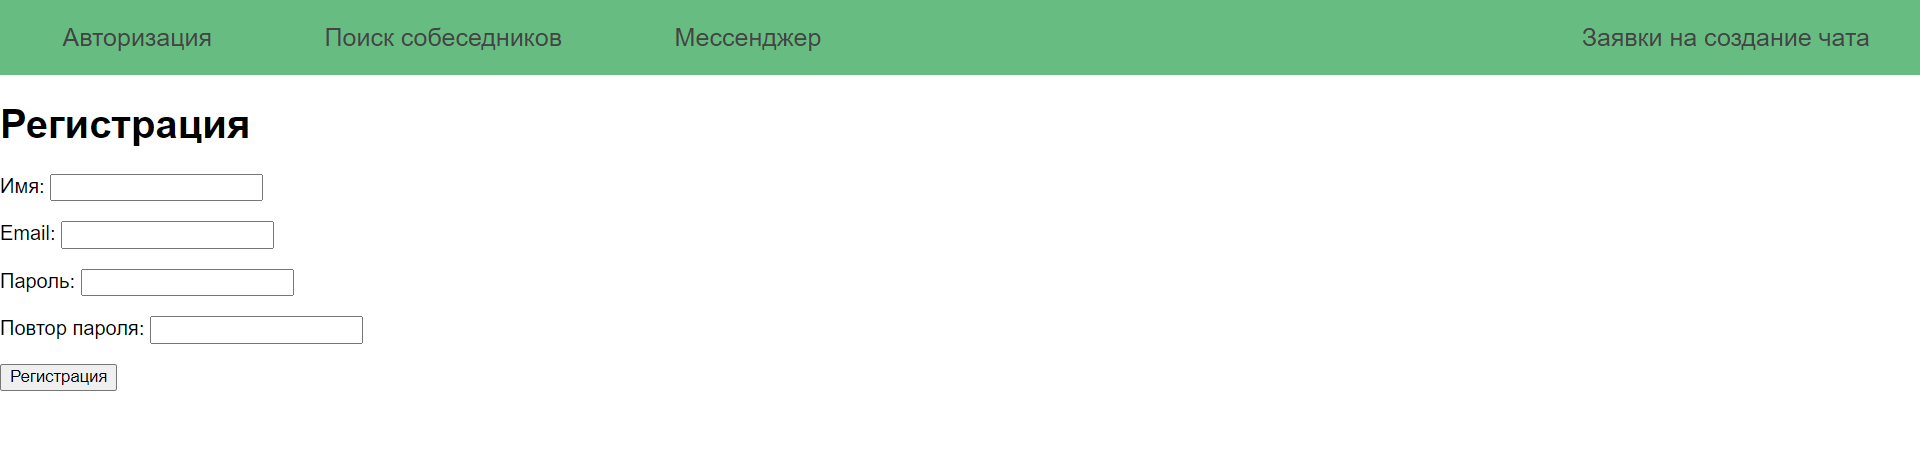 Авторизация Поиск собеседников Мессенджер Заявки на создание чата
Регистрация
Имя:
Email:
Пароль:
Повтор пароля:
Регистрация